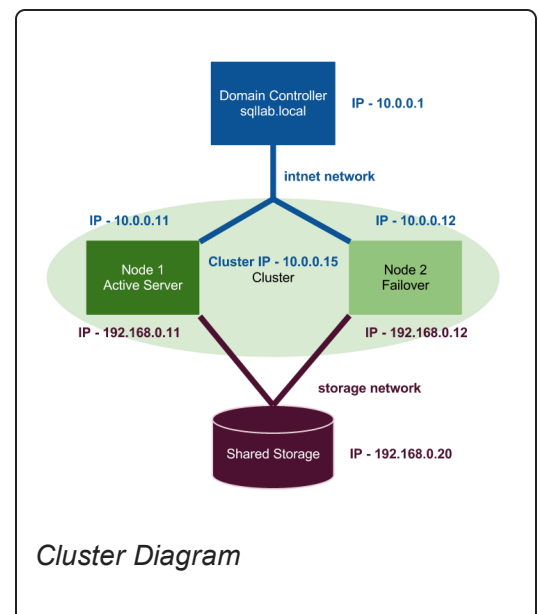 Domain Controller
sqllab.local
IP - 10.0.0.1
intnet network
IP - 10.0.0.11
IP - 10.0.0.12
Node 1
Active Server
Cluster IP - 10.0.0.15
Cluster
Node 2
Failover
IP - 192.168.0.11
IP - 192.168.0.12
storage network
Shared Storage
IP - 192.168.0.20
Cluster Diagram